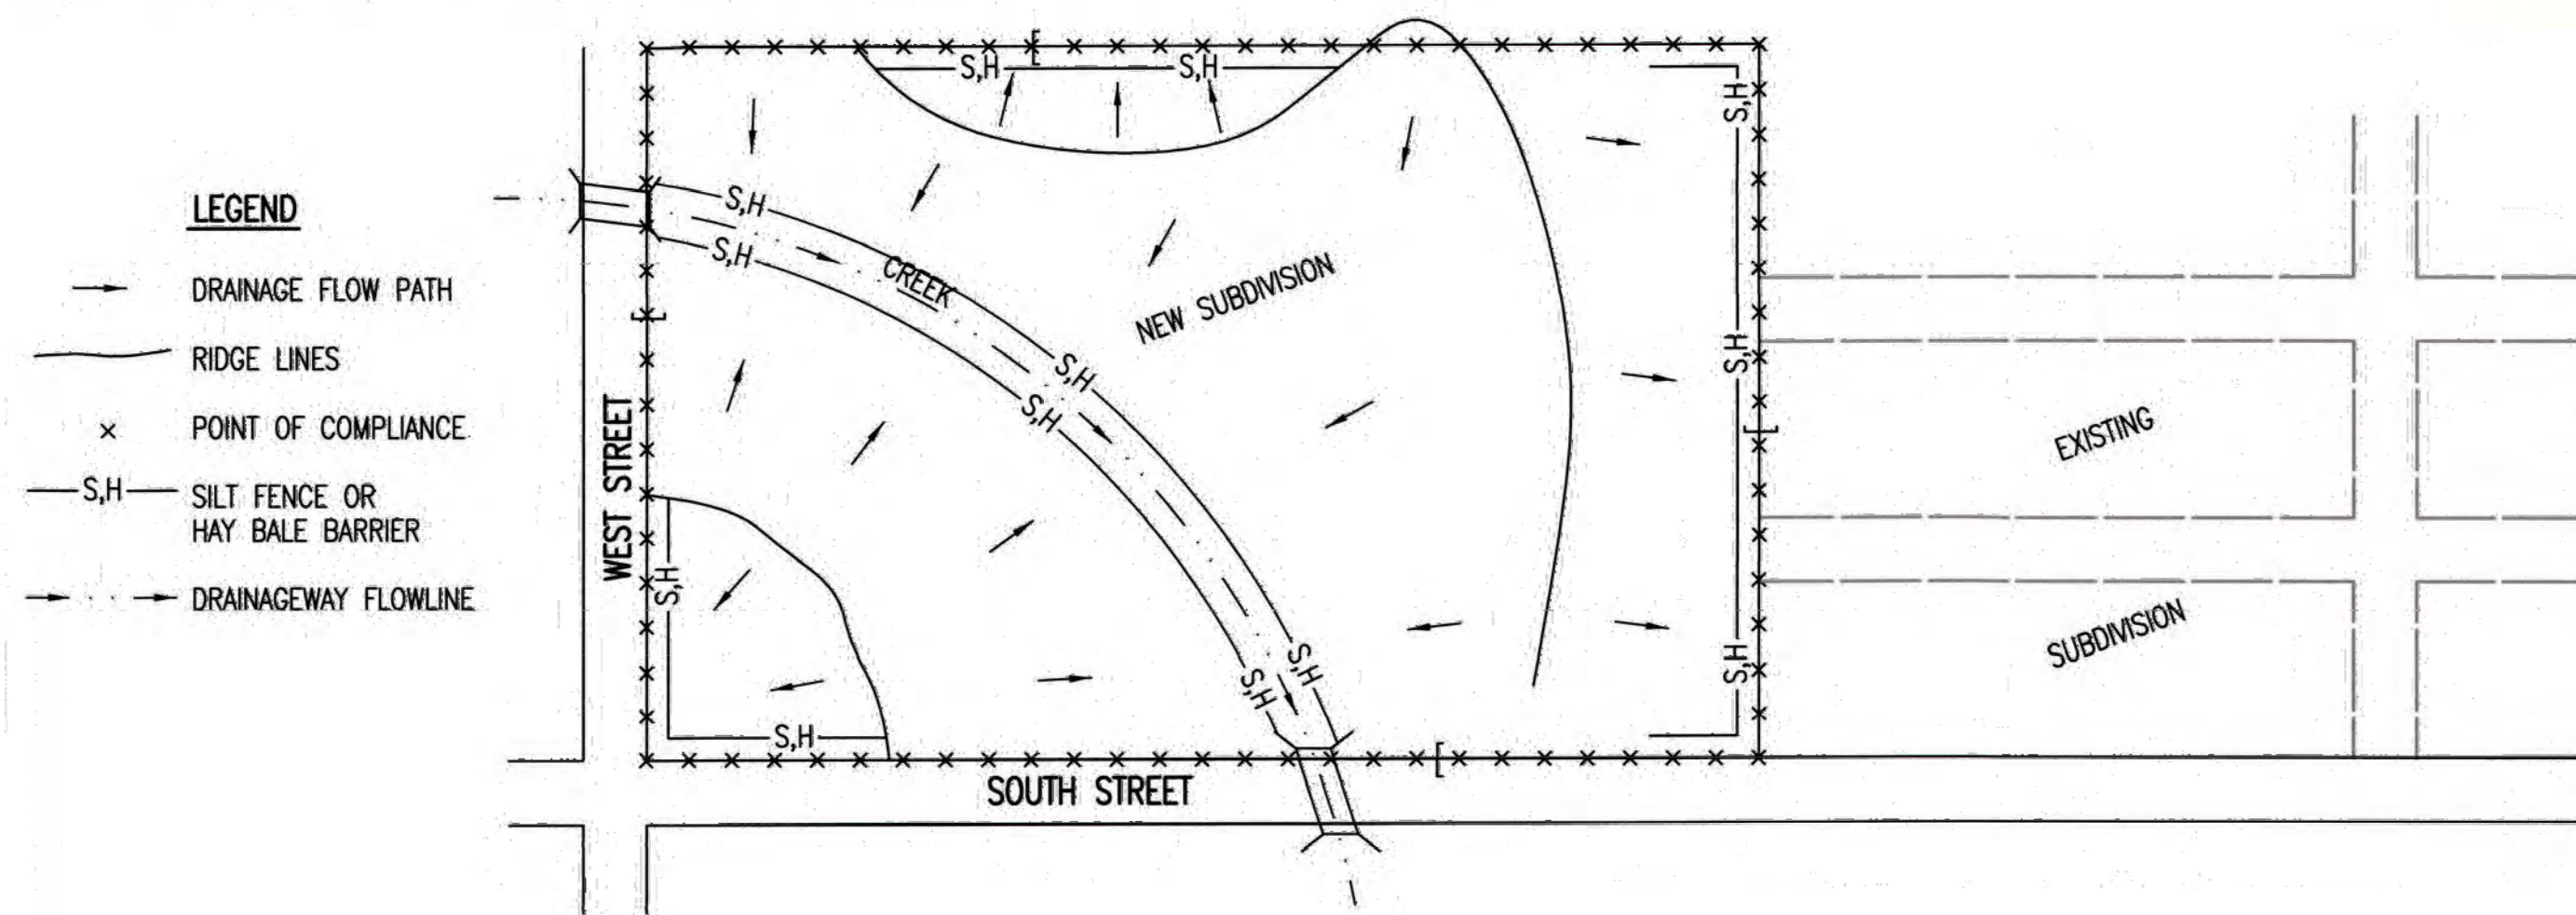 LEGEND
DRAINAGE FLOW PATH
RIDGE LINES
× POINT OF COMPLIANCE
S,H SILT FENCE OR
HAY BALE BARRIER
DRAINAGEWAY FLOWLINE
S,H
S,H
S,H
S,H
S,H
CREEK
NEW SUBDIVISION
S,H
S,H
S,H
EXISTING
WEST STREET
S,H
SUBDIVISION
S,H
S,H
S,H
S,H
SOUTH STREET